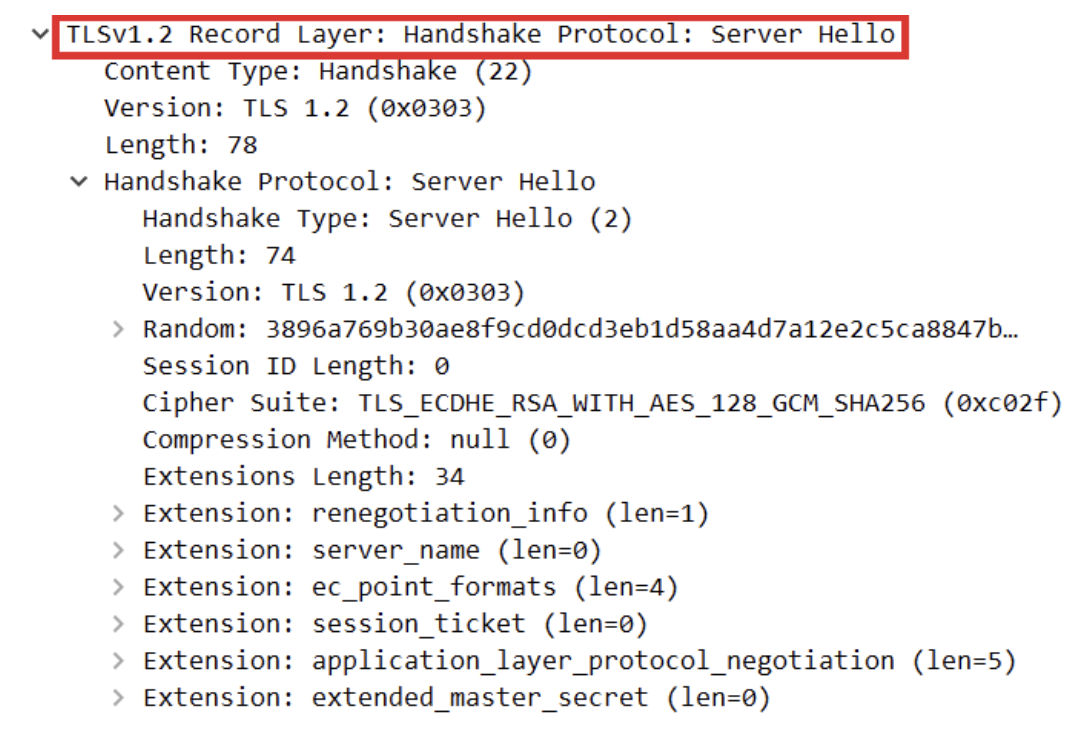 TLSv1.2 Record Layer: Handshake Protocol: Server Hello
Content Type: Handshake (22)
Version: TLS 1.2 (0x0303)
Length: 78
Handshake Protocol: Server Hello
Handshake Type: Server Hello (2)
Length: 74
Version: TLS 1.2 (0x0303)
Random: 3896a769b30ae8f9cd0dcd3eb1d58aa4d7a12e2c5ca8847b…
Session ID Length: 0
Cipher Suite: TLS_ECDHE_RSA_WITH_AES_128_GCM_SHA256 (0xc02f)
Compression Method: null (0)
Extensions Length: 34
Extension: renegotiation_info (len=1)
Extension: server_name (len=0)
Extension: ec_point_formats (len=4)
Extension: session_ticket (len=0)
Extension: application_layer_protocol_negotiation (len=5)
Extension: extended_master_secret (len=0)